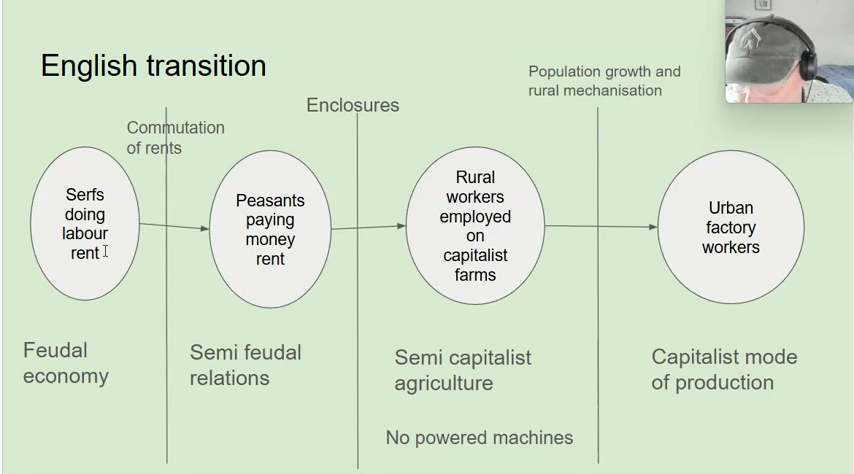 English transition
Population growth and
rural mechanisation
Enclosures
Commutation
of rents
Serfs
doing
labour
rent
Peasants
paying
money
rent
Rural
workers
employed
on
capitalist
farms
Urban
factory
workers
Feudal
economy
Semi feudal
relations
Semi capitalist
agriculture
Capitalist mode
of production
No powered machines